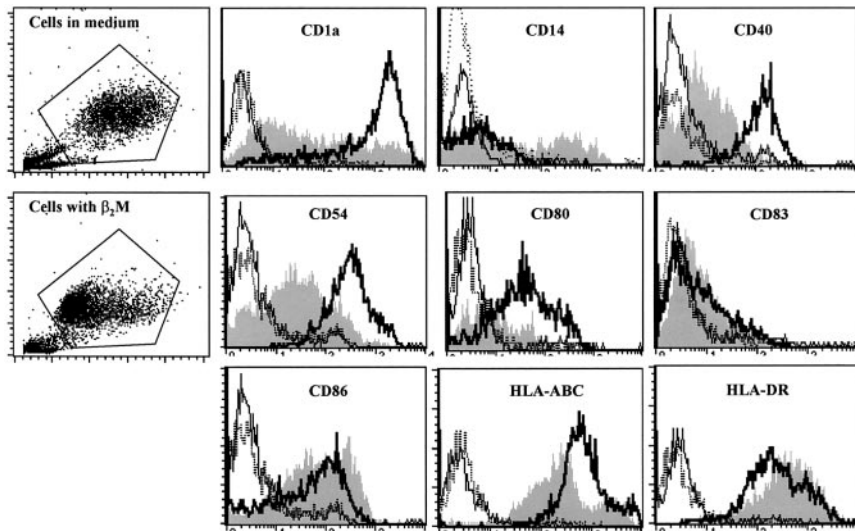 Cells in medium
CD1a
CD14
CD40
Cells with β₂M
CD54
CD80
CD83
CD86
HLA-ABC
HLA-DR